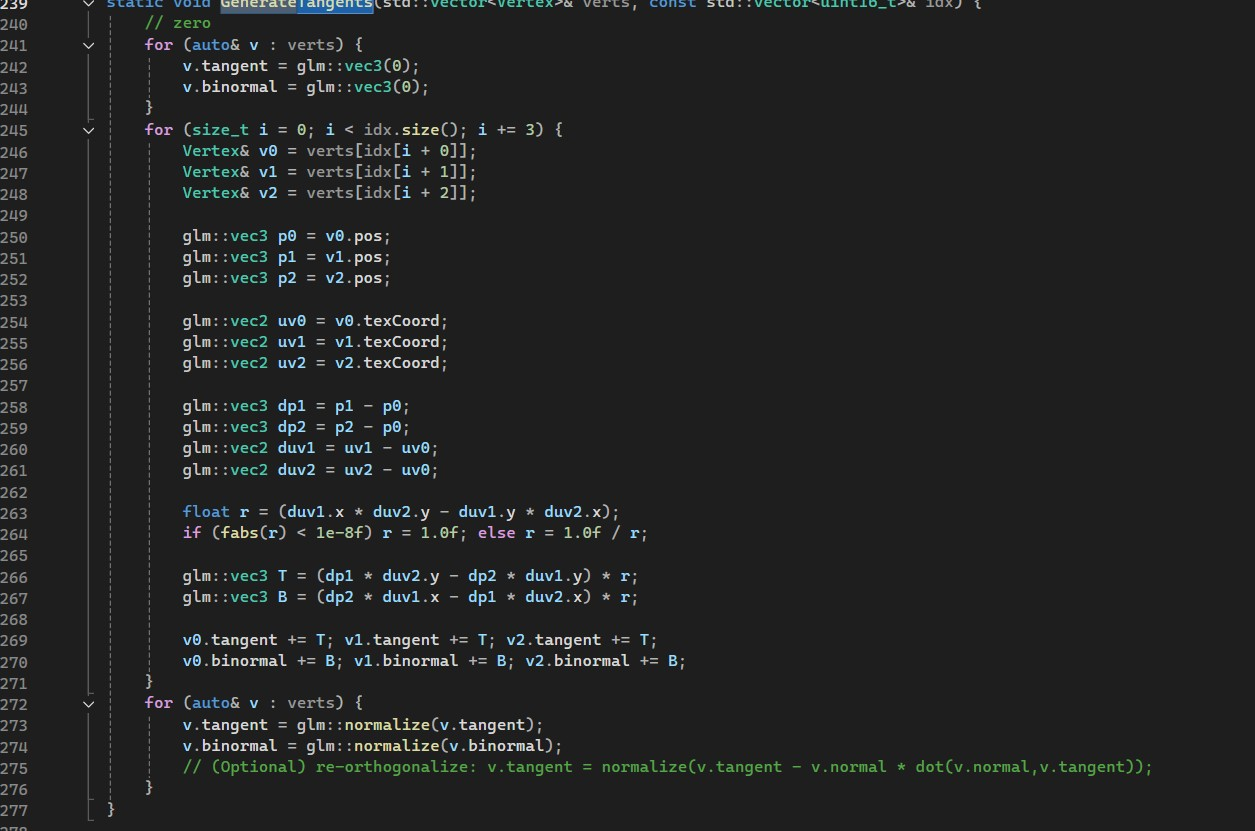 239 static void GenerateTangents(std::vector<Vertex>& verts, const std::vector<uint16_t>& idx) {
240 // zero
241 for (auto& v : verts) {
242 v.tangent = glm::vec3(0);
243 v.binormal = glm::vec3(0);
244 }
245 for (size_t i = 0; i < idx.size(); i += 3) {
246 Vertex& v0 = verts[idx[i + 0]];
247 Vertex& v1 = verts[idx[i + 1]];
248 Vertex& v2 = verts[idx[i + 2]];
249
250 glm::vec3 p0 = v0.pos;
251 glm::vec3 p1 = v1.pos;
252 glm::vec3 p2 = v2.pos;
253
254 glm::vec2 uv0 = v0.texCoord;
255 glm::vec2 uv1 = v1.texCoord;
256 glm::vec2 uv2 = v2.texCoord;
257
258 glm::vec3 dp1 = p1 - p0;
259 glm::vec3 dp2 = p2 - p0;
260 glm::vec2 duv1 = uv1 - uv0;
261 glm::vec2 duv2 = uv2 - uv0;
262
263 float r = (duv1.x * duv2.y - duv1.y * duv2.x);
264 if (fabs(r) < 1e-8f) r = 1.0f; else r = 1.0f / r;
265
266 glm::vec3 T = (dp1 * duv2.y - dp2 * duv1.y) * r;
267 glm::vec3 B = (dp2 * duv1.x - dp1 * duv2.x) * r;
268
269 v0.tangent += T; v1.tangent += T; v2.tangent += T;
270 v0.binormal += B; v1.binormal += B; v2.binormal += B;
271 }
272 for (auto& v : verts) {
273 v.tangent = glm::normalize(v.tangent);
274 v.binormal = glm::normalize(v.binormal);
275 // (Optional) re-orthogonalize: v.tangent = normalize(v.tangent - v.normal * dot(v.normal,v.tangent));
276 }
277 }
278